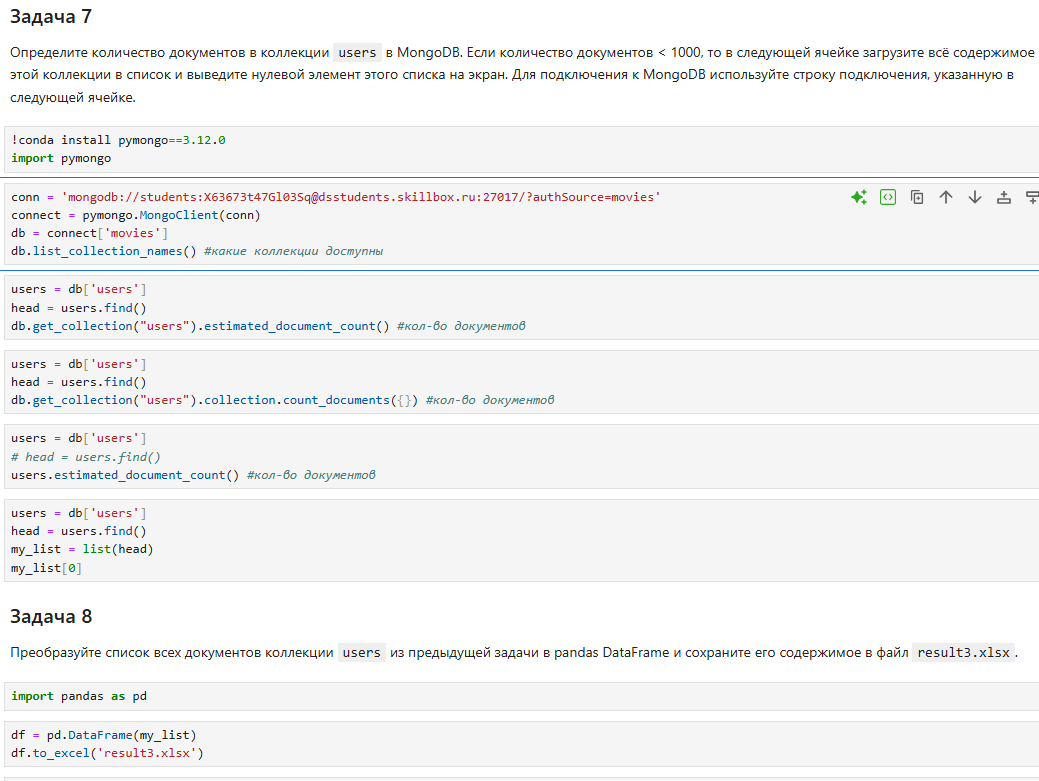 Задача 7
Определите количество документов в коллекции users в MongoDB. Если количество документов < 1000, то в следующей ячейке загрузите всё содержимое
этой коллекции в список и выведите нулевой элемент этого списка на экран. Для подключения к MongoDB используйте строку подключения, указанную в
следующей ячейке.
!conda install pymongo==3.12.0
import pymongo
conn = 'mongodb://students:X63673t47Gl03Sq@dsstudents.skillbox.ru:27017/?authSource=movies'
connect = pymongo.MongoClient(conn)
db = connect['movies']
db.list_collection_names() #какие коллекции доступны
users = db['users']
head = users.find()
db.get_collection("users").estimated_document_count() #кол-во документов
users = db['users']
head = users.find()
db.get_collection("users").collection.count_documents({}) #кол-во документов
users = db['users']
# head = users.find()
users.estimated_document_count() #кол-во документов
users = db['users']
head = users.find()
my_list = list(head)
my_list[0]
Задача 8
Преобразуйте список всех документов коллекции users из предыдущей задачи в pandas DataFrame и сохраните его содержимое в файл result3.xlsx.
import pandas as pd
df = pd.DataFrame(my_list)
df.to_excel('result3.xlsx')